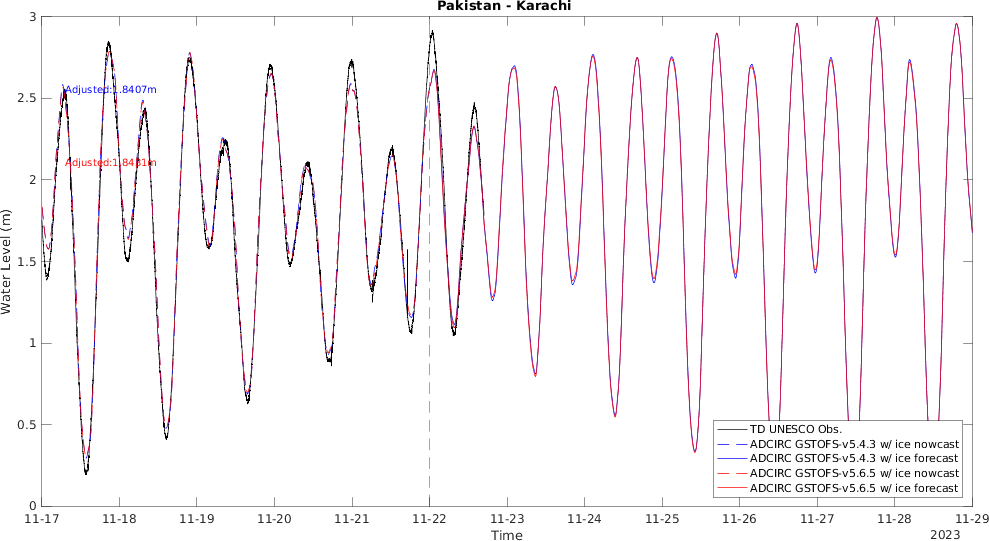 Pakistan - Karachi
Water Level (m)
3
2.5
2
1.5
1
0.5
0
Adjusted:1.8407m
Adjusted:1.8431m
TD UNESCO Obs.
ADCIRC GSTOFS-v5.4.3 w/ ice nowcast
ADCIRC GSTOFS-v5.4.3 w/ ice forecast
ADCIRC GSTOFS-v5.6.5 w/ ice nowcast
ADCIRC GSTOFS-v5.6.5 w/ ice forecast
11-17 11-18 11-19 11-20 11-21 11-22 11-23 11-24 11-25 11-26 11-27 11-28 11-29
Time
2023